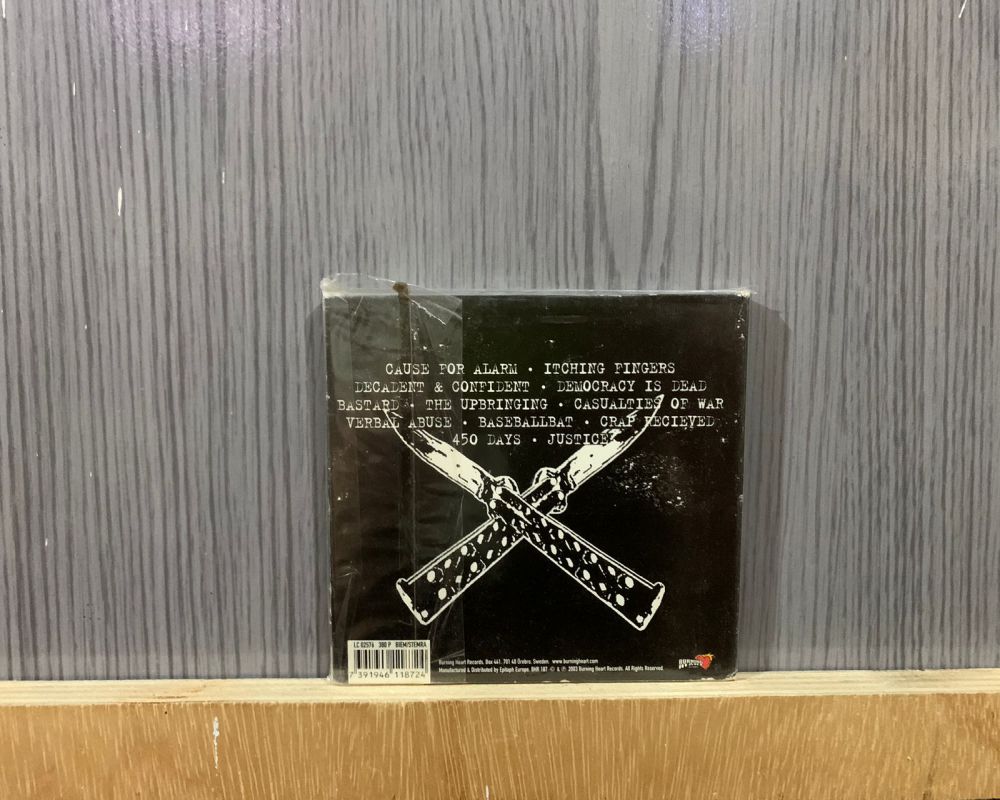 CAUSE FOR ALARM · ITCHING FINGERS
DECADENT & CONFIDENT · DEMOCRACY IS DEAD
BASTARD · THE UPBRINGING · CASUALTIES OF WAR
VERBAL ABUSE · BASEBALLBAT · CRAP RECIEVED
450 DAYS · JUSTICE
LC 02576 380 P BIEM/STEMRA
7 391946 118724
Burning Heart Records. Box 441. 701 48 Örebro. Sweden. www.burningheart.com
Manufactured & Distributed by Epitaph Europe. BHR 187 © & ℗ 2003 Burning Heart Records. All Rights Reserved.
BURNING